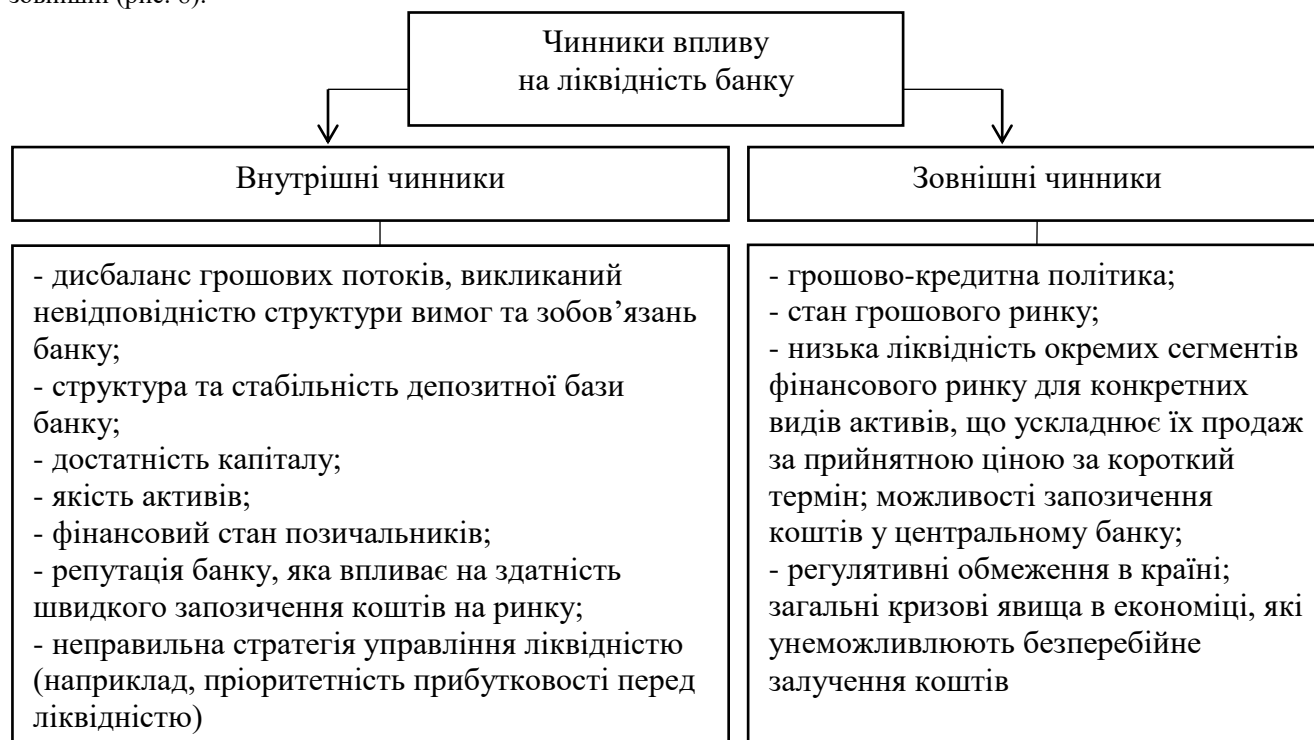 зовнішні (рис. 6).
Чинники впливу
на ліквідність банку
Внутрішні чинники
Зовнішні чинники
- дисбаланс грошових потоків, викликаний
невідповідністю структури вимог та зобов’язань
банку;
- структура та стабільність депозитної бази
банку;
- достатність капіталу;
- якість активів;
- фінансовий стан позичальників;
- репутація банку, яка впливає на здатність
швидкого запозичення коштів на ринку;
- неправильна стратегія управління ліквідністю
(наприклад, пріоритетність прибутковості перед
ліквідністю)
- грошово-кредитна політика;
- стан грошового ринку;
- низька ліквідність окремих сегментів
фінансового ринку для конкретних
видів активів, що ускладнює їх продаж
за прийнятною ціною за короткий
термін; можливості запозичення
коштів у центральному банку;
- регулятивні обмеження в країні;
загальні кризові явища в економіці, які
унеможливлюють безперебійне
залучення коштів